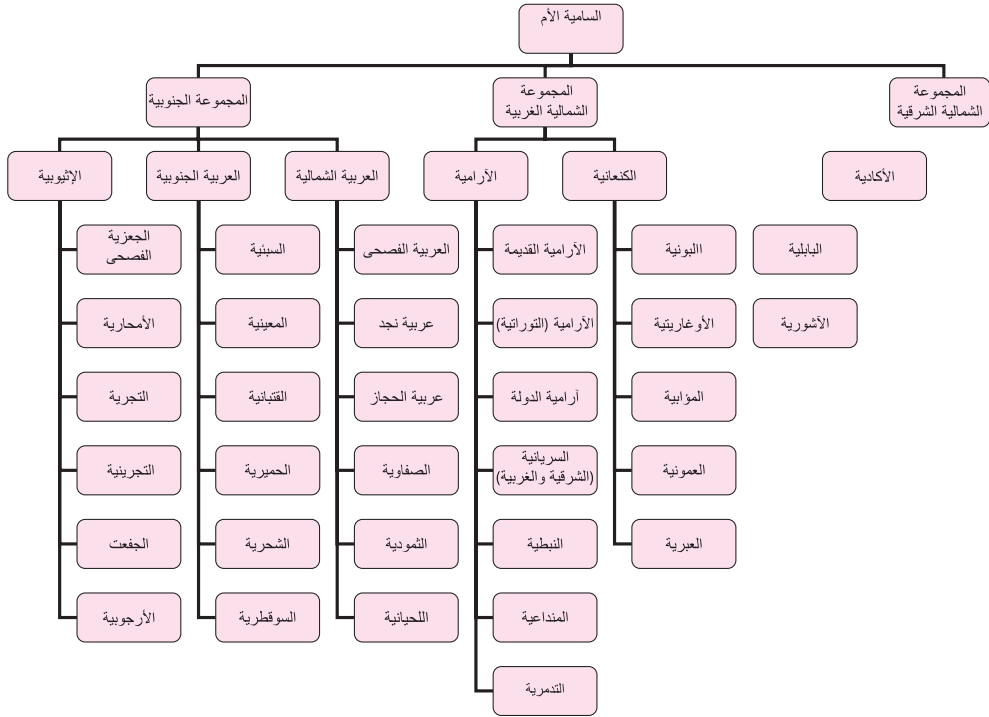 السامية الأم
المجموعة
الشمالية الشرقية
المجموعة
الشمالية الغربية
المجموعة الجنوبية
الأكادية
الكنعانية
الآرامية
العربية الشمالية
العربية الجنوبية
الإثيوبية
البابلية
االبونية
الآرامية القديمة
العربية الفصحى
السبئية
الجعزية
الفصحى
الآشورية
الأوغاريتية
الآرامية (التوراتية)
عربية نجد
المعينية
الأمحارية
المؤابية
آرامية الدولة
عربية الحجاز
القتبانية
التجرية
العمونية
السريانية
(الشرقية والغربية)
الصفاوية
الحميرية
التجرينية
العبرية
النبطية
الثمودية
الشحرية
الجفعت
المنداعية
اللحيانية
السوقطرية
الأرجوبية
التدمرية